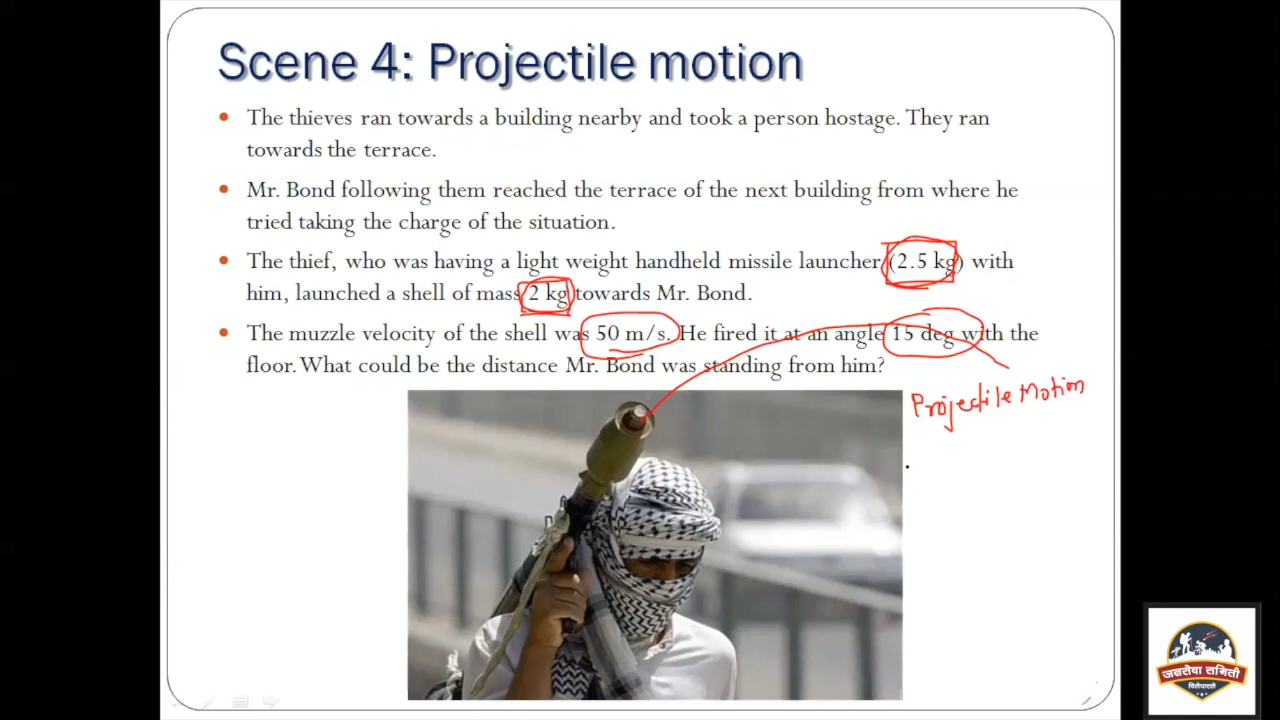 Scene 4: Projectile motion
The thieves ran towards a building nearby and took a person hostage. They ran
towards the terrace.
Mr. Bond following them reached the terrace of the next building from where he
tried taking the charge of the situation.
The thief, who was having a light weight handheld missile launcher (2.5 kg) with
him, launched a shell of mass 2 kg towards Mr. Bond.
The muzzle velocity of the shell was 50 m/s. He fired it at an angle 15 deg with the
floor. What could be the distance Mr. Bond was standing from him?
Projectile Motion
जनसेवा समिती
विलेपारले